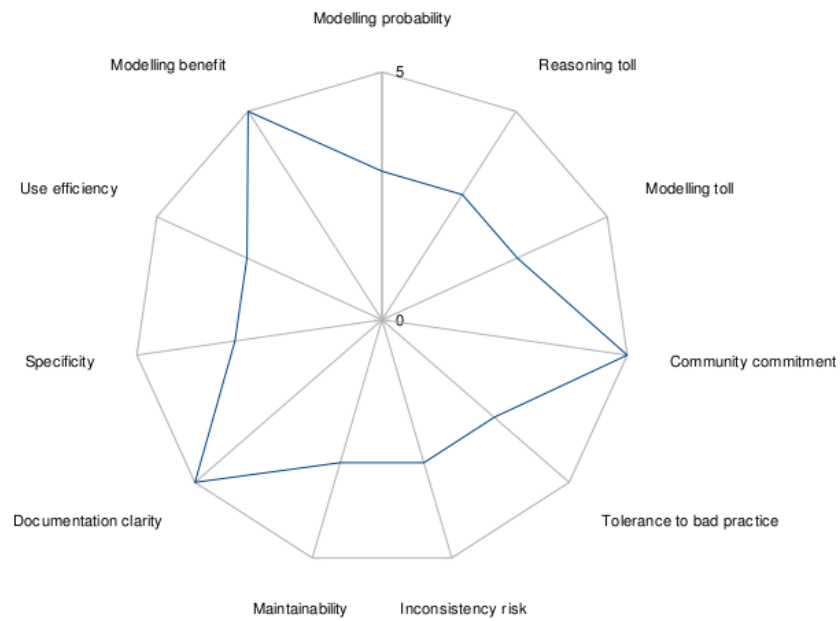 Modelling probability
Modelling benefit
5
Reasoning toll
Use efficiency
Modelling toll
0
Specificity
Community commitment
Documentation clarity
Tolerance to bad practice
Maintainability
Inconsistency risk